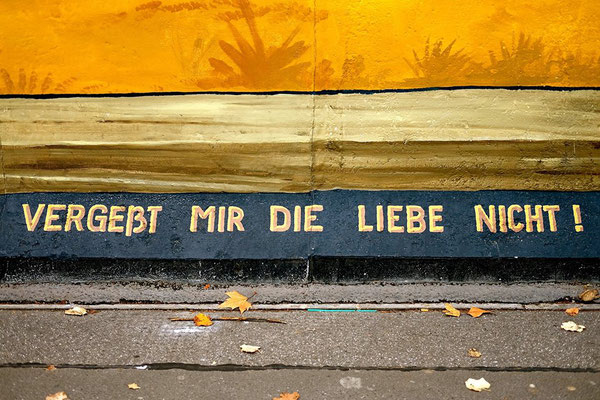 VERGEßT MIR DIE LIEBE NICHT!